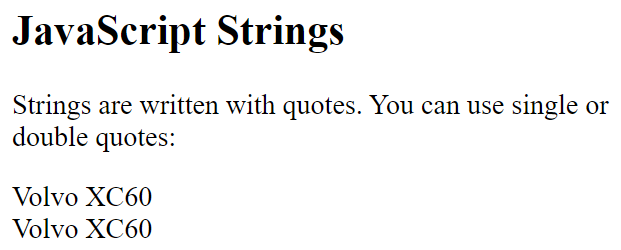 JavaScript Strings
Strings are written with quotes. You can use single or
double quotes:
Volvo XC60
Volvo XC60